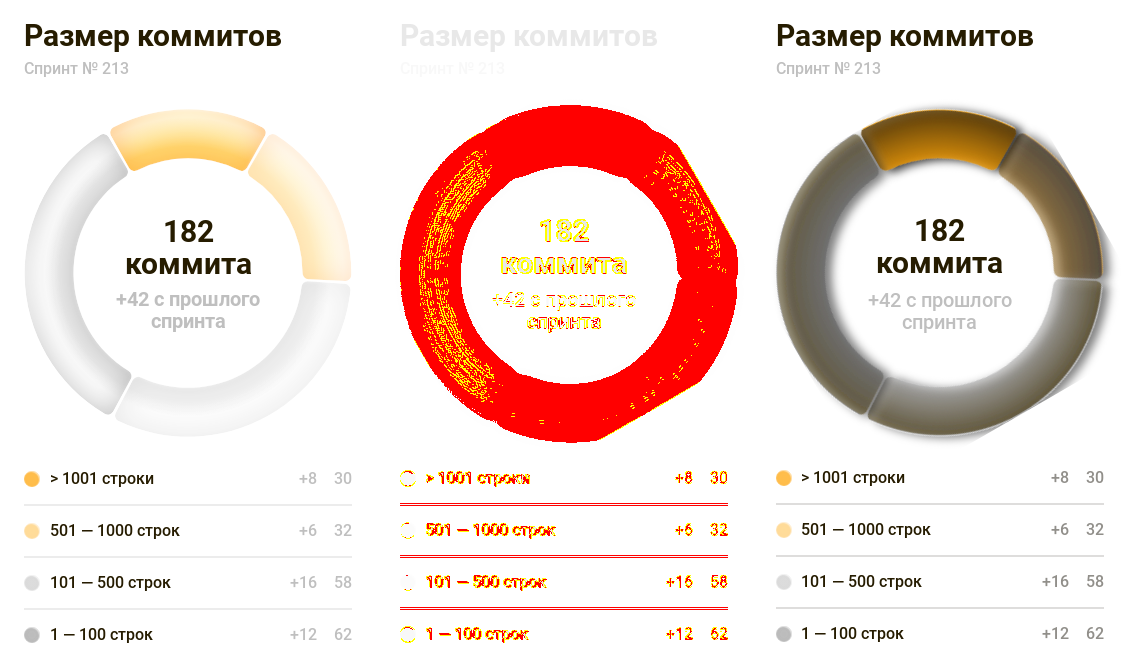 Размер коммитов
Спринт № 213
182
коммита
+42 с прошлого
спринта
> 1001 строки +8 30
501 — 1000 строк +6 32
101 — 500 строк +16 58
1 — 100 строк +12 62
Размер коммитов
Спринт № 213
182
коммита
+42 с прошлого
спринта
> 1001 строки +8 30
501 — 1000 строк +6 32
101 — 500 строк +16 58
1 — 100 строк +12 62
Размер коммитов
Спринт № 213
182
коммита
+42 с прошлого
спринта
> 1001 строки +8 30
501 — 1000 строк +6 32
101 — 500 строк +16 58
1 — 100 строк +12 62